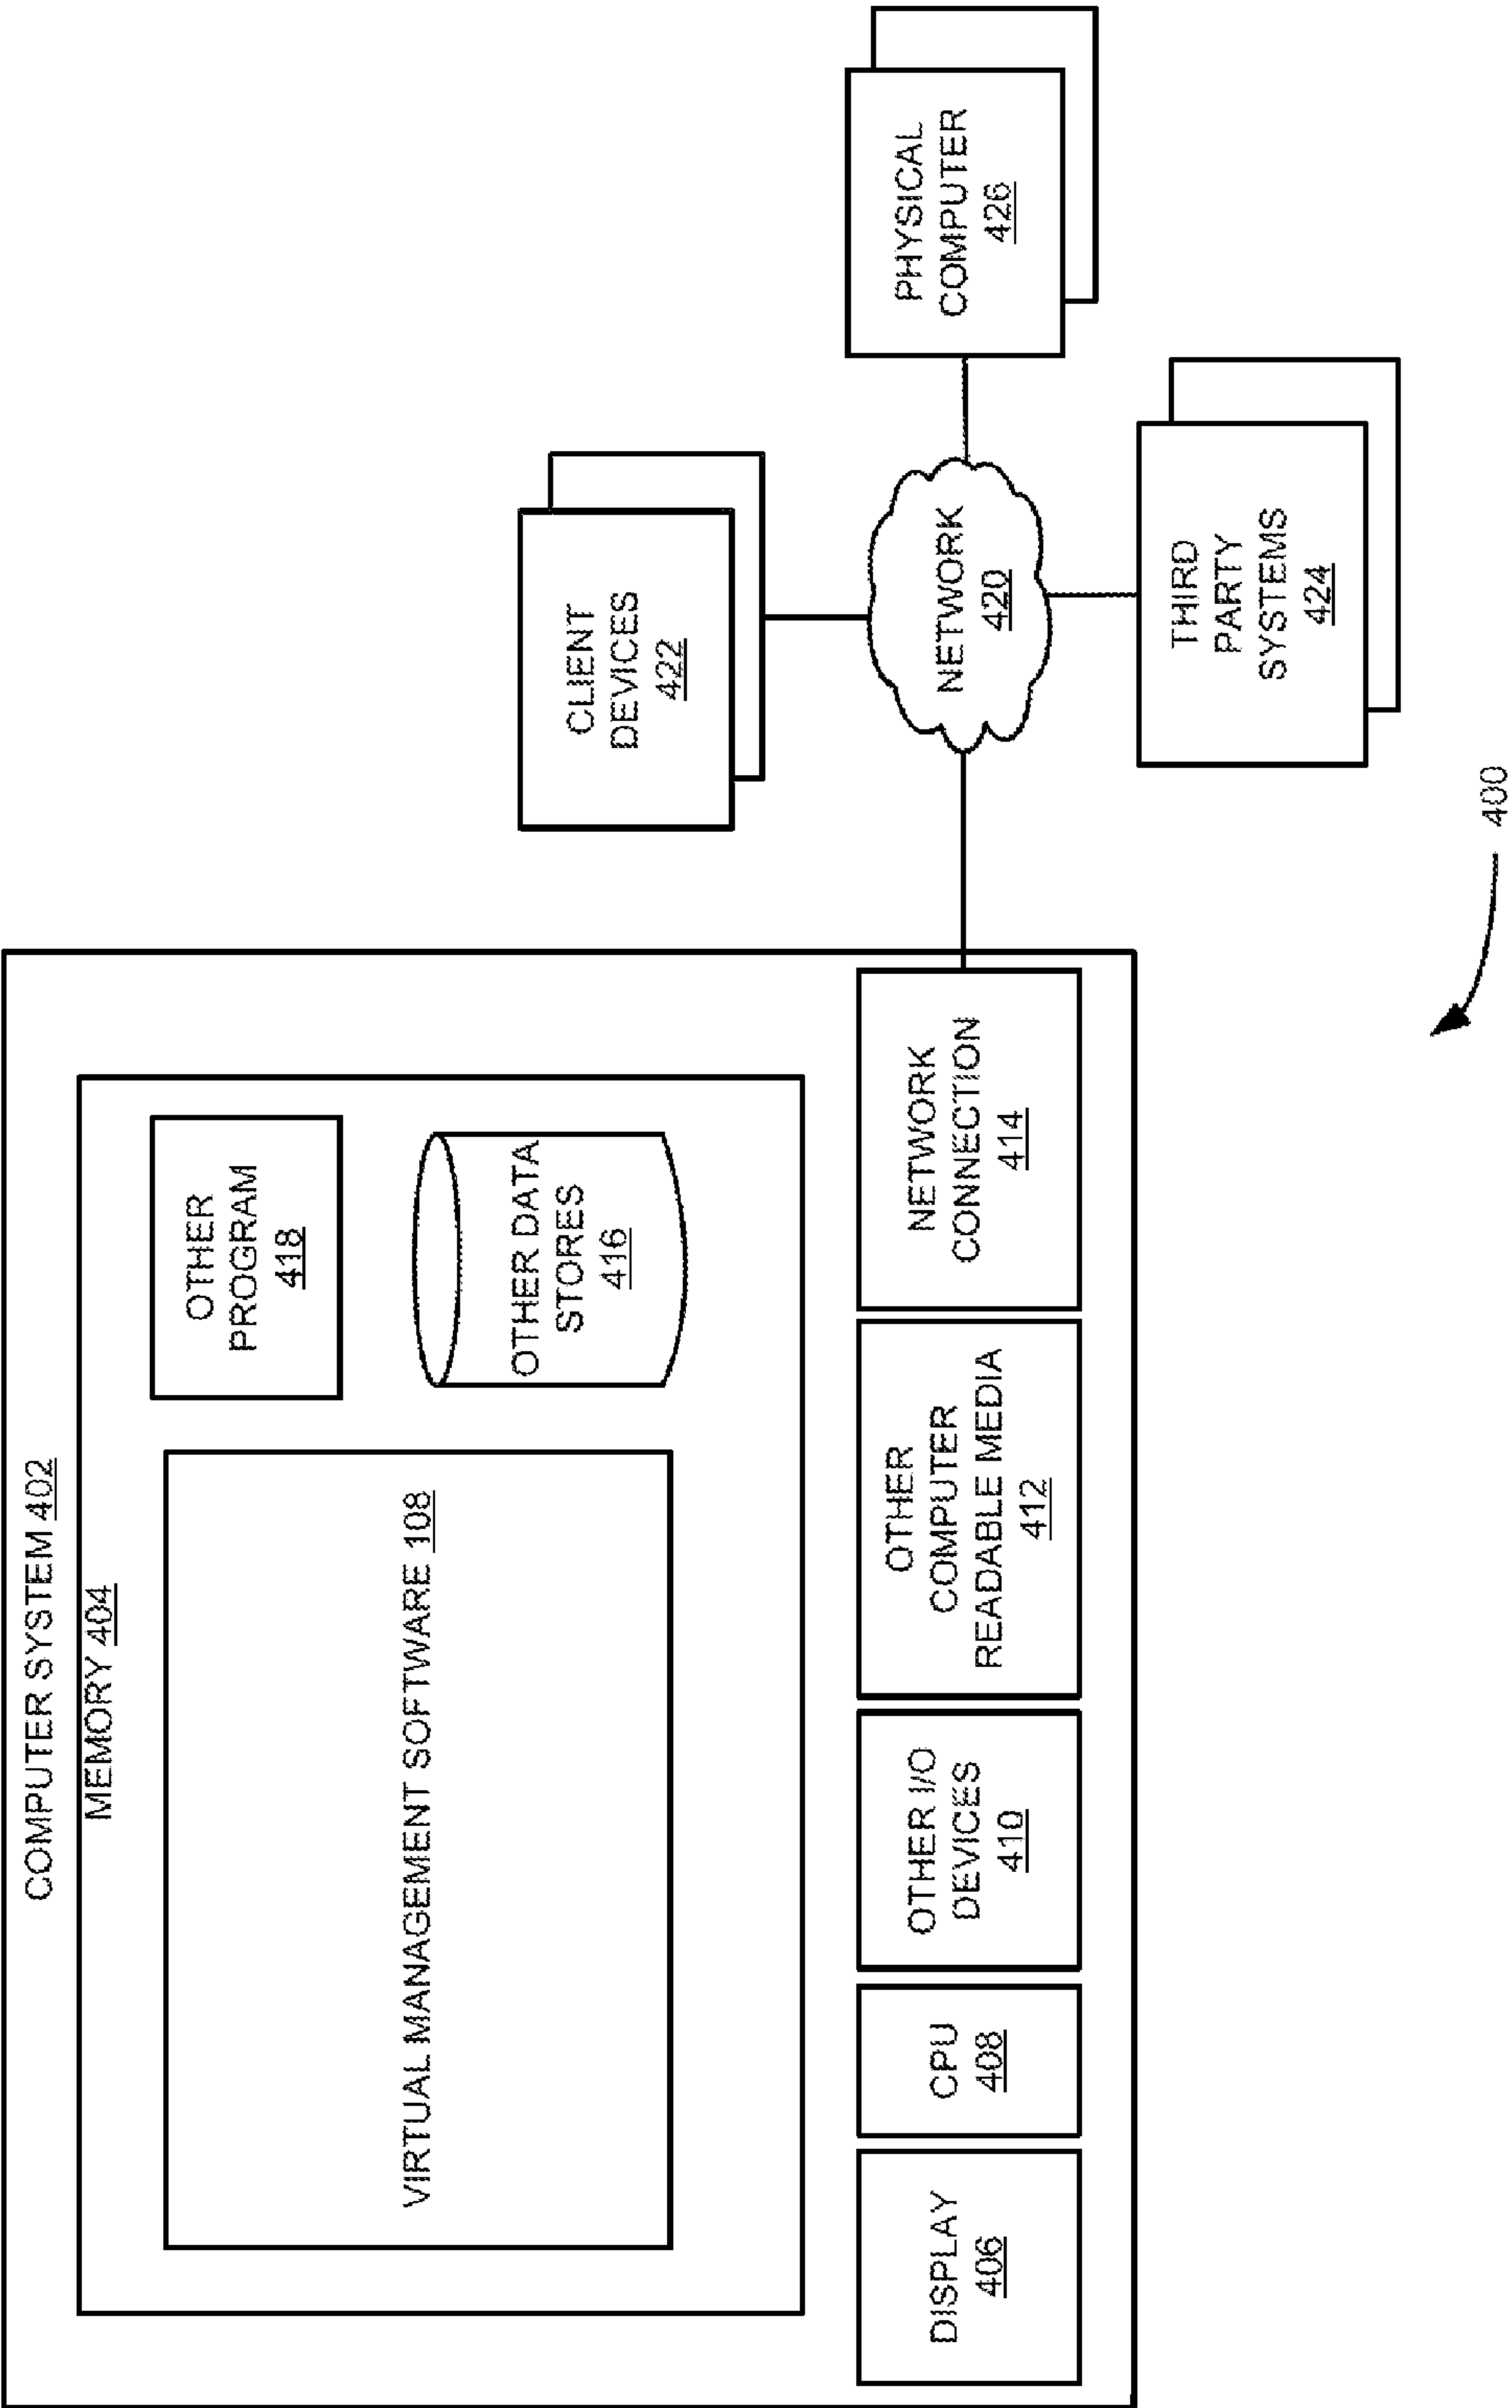 COMPUTER SYSTEM 402
MEMORY 404
VIRTUAL MANAGEMENT SOFTWARE 108
OTHER
PROGRAM
418
OTHER DATA
STORES
416
DISPLAY
406
CPU
408
OTHER I/O
DEVICES
410
OTHER
COMPUTER
READABLE MEDIA
412
NETWORK
CONNECTION
414
CLIENT
DEVICES
422
NETWORK
420
PHYSICAL
COMPUTER
426
THIRD
PARTY
SYSTEMS
424
400